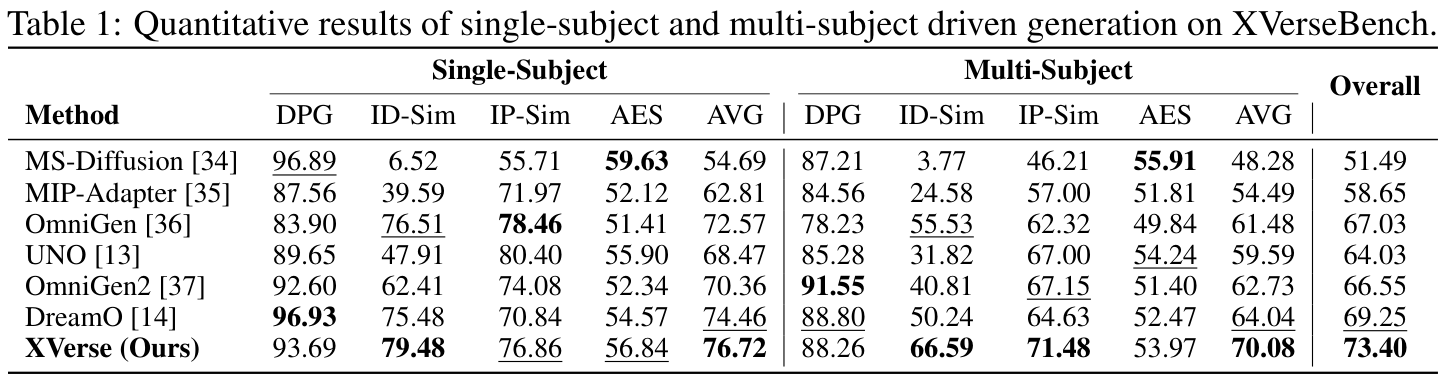 Table 1: Quantitative results of single-subject and multi-subject driven generation on XVerseBench.
Single-Subject Multi-Subject Overall
Method DPG ID-Sim IP-Sim AES AVG DPG ID-Sim IP-Sim AES AVG
MS-Diffusion [34] 96.89 6.52 55.71 59.63 54.69 87.21 3.77 46.21 55.91 48.28 51.49
MIP-Adapter [35] 87.56 39.59 71.97 52.12 62.81 84.56 24.58 57.00 51.81 54.49 58.65
OmniGen [36] 83.90 76.51 78.46 51.41 72.57 78.23 55.53 62.32 49.84 61.48 67.03
UNO [13] 89.65 47.91 80.40 55.90 68.47 85.28 31.82 67.00 54.24 59.59 64.03
OmniGen2 [37] 92.60 62.41 74.08 52.34 70.36 91.55 40.81 67.15 51.40 62.73 66.55
DreamO [14] 96.93 75.48 70.84 54.57 74.46 88.80 50.24 64.63 52.47 64.04 69.25
XVerse (Ours) 93.69 79.48 76.86 56.84 76.72 88.26 66.59 71.48 53.97 70.08 73.40